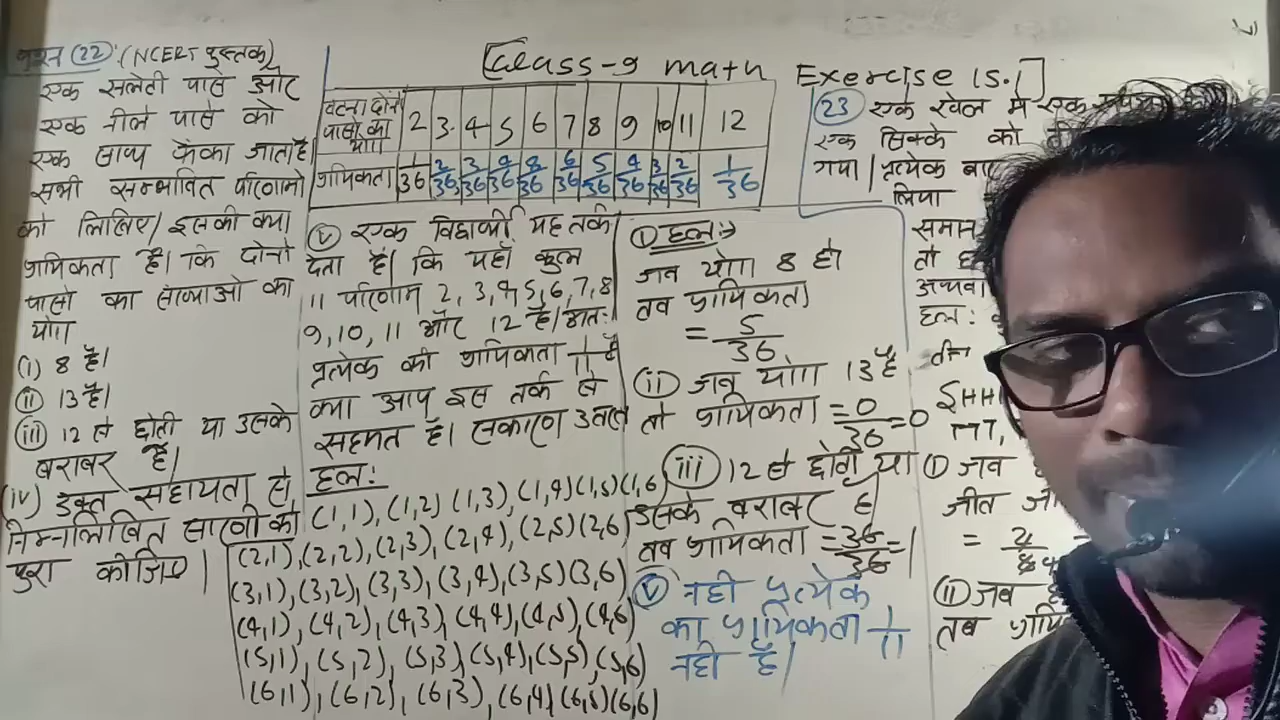 प्रश्न (22) (NCERT पुस्तक)
एक सलेटी पासे और
एक नीले पासे को
एक साथ फेंका जाता है।
सभी सम्भावित परिणामो
को लिखिए। इसकी क्या
प्रायिकता है। कि दोनो
पासो का संख्याओ का
योग
(i) 8 है।
(ii) 13 है।
(iii) 12 से छोटी या उसके
बराबर है।
(iv) उक्त सहायता से,
निम्नलिखित सारणी को
पुरा कीजिए।
[Class-9 math Exercise 15.1]
घटना दोनो पासो का योग 2 3 4 5 6 7 8 9 10 11 12
प्रायिकता 1/36 2/36 3/36 4/36 5/36 6/36 5/36 4/36 3/36 2/36 1/36
(v) एक विद्यार्थी यह तर्क
देता है। कि यहाँ कुल
11 परिणाम 2, 3, 4, 5, 6, 7, 8
9, 10, 11 और 12 है। अतः
प्रत्येक की प्रायिकता 1/11 है
क्या आप इस तर्क से
सहमत है। सकारण उत्तर
हल:
(1,1), (1,2) (1,3), (1,4) (1,5) (1,6)
(2,1), (2,2), (2,3), (2,4), (2,5) (2,6)
(3,1), (3,2), (3,3), (3,4), (3,5) (3,6)
(4,1), (4,2), (4,3), (4,4), (4,5), (4,6)
(5,1), (5,2), (5,3), (5,4), (5,5), (5,6)
(6,1), (6,2), (6,3), (6,4) (6,5) (6,6)
(i) हल:→
जब योग 8 हो
तब प्रायिकता
= 5/36
(ii) जब योग 13 है
तो प्रायिकता = 0/36 = 0
(iii) 12 से छोटी या
उसके बराबर है
तब प्रायिकता = 36/36 = 1
(v) नही प्रत्येक
का प्रायिकता 1/11
नही है।
(23) एक खेल मे एक
एक सिक्के को
गया। प्रत्येक बार
लिया
समान
तो
अथवा
हल:
तीन
HH
TTT,
(i) जब
जीत
=
(ii) जब
तब